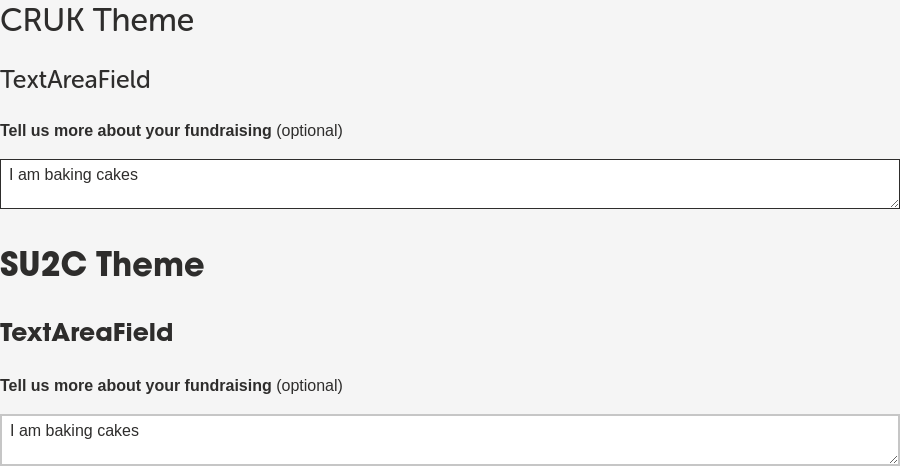 CRUK Theme
TextAreaField
Tell us more about your fundraising (optional)
I am baking cakes
SU2C Theme
TextAreaField
Tell us more about your fundraising (optional)
I am baking cakes